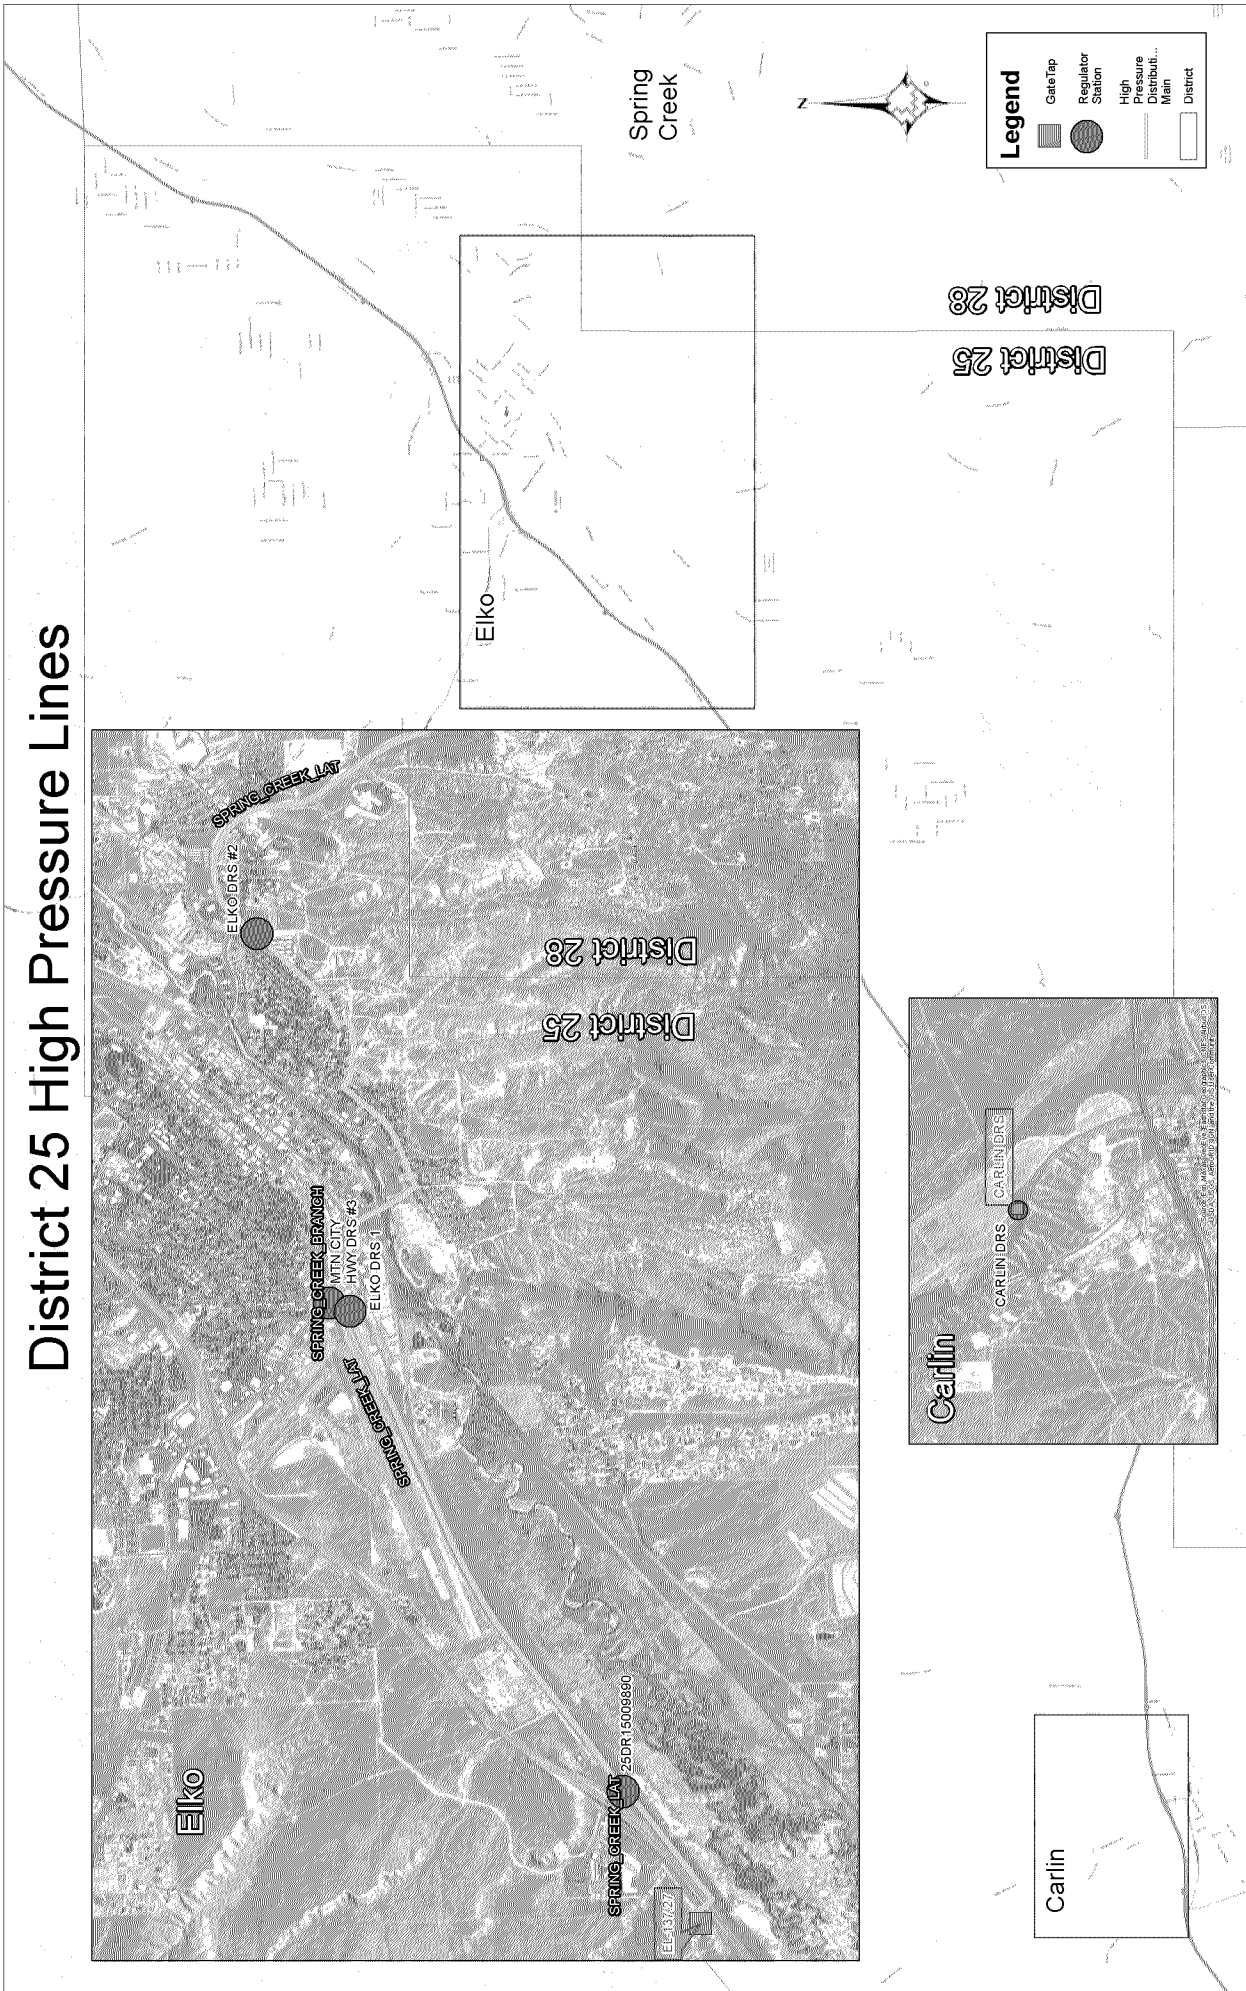 District 25 High Pressure Lines
Elko
SPRING_CREEK_LAT
ELKO DRS #2
SPRING_CREEK_BRANCH
MTN CITY
HWY DRS #3
ELKO DRS 1
SPRING_CREEK_LAT
District 25
District 28
25DR15009890
SPRING_CREEK_LAT
EL_137/27
Elko
Spring
Creek
N
District 25
District 28
Carlin
CARLIN DRS
CARLIN DRS
Carlin
Legend
GateTap
Regulator
Station
High
Pressure
Distributi...
Main
District